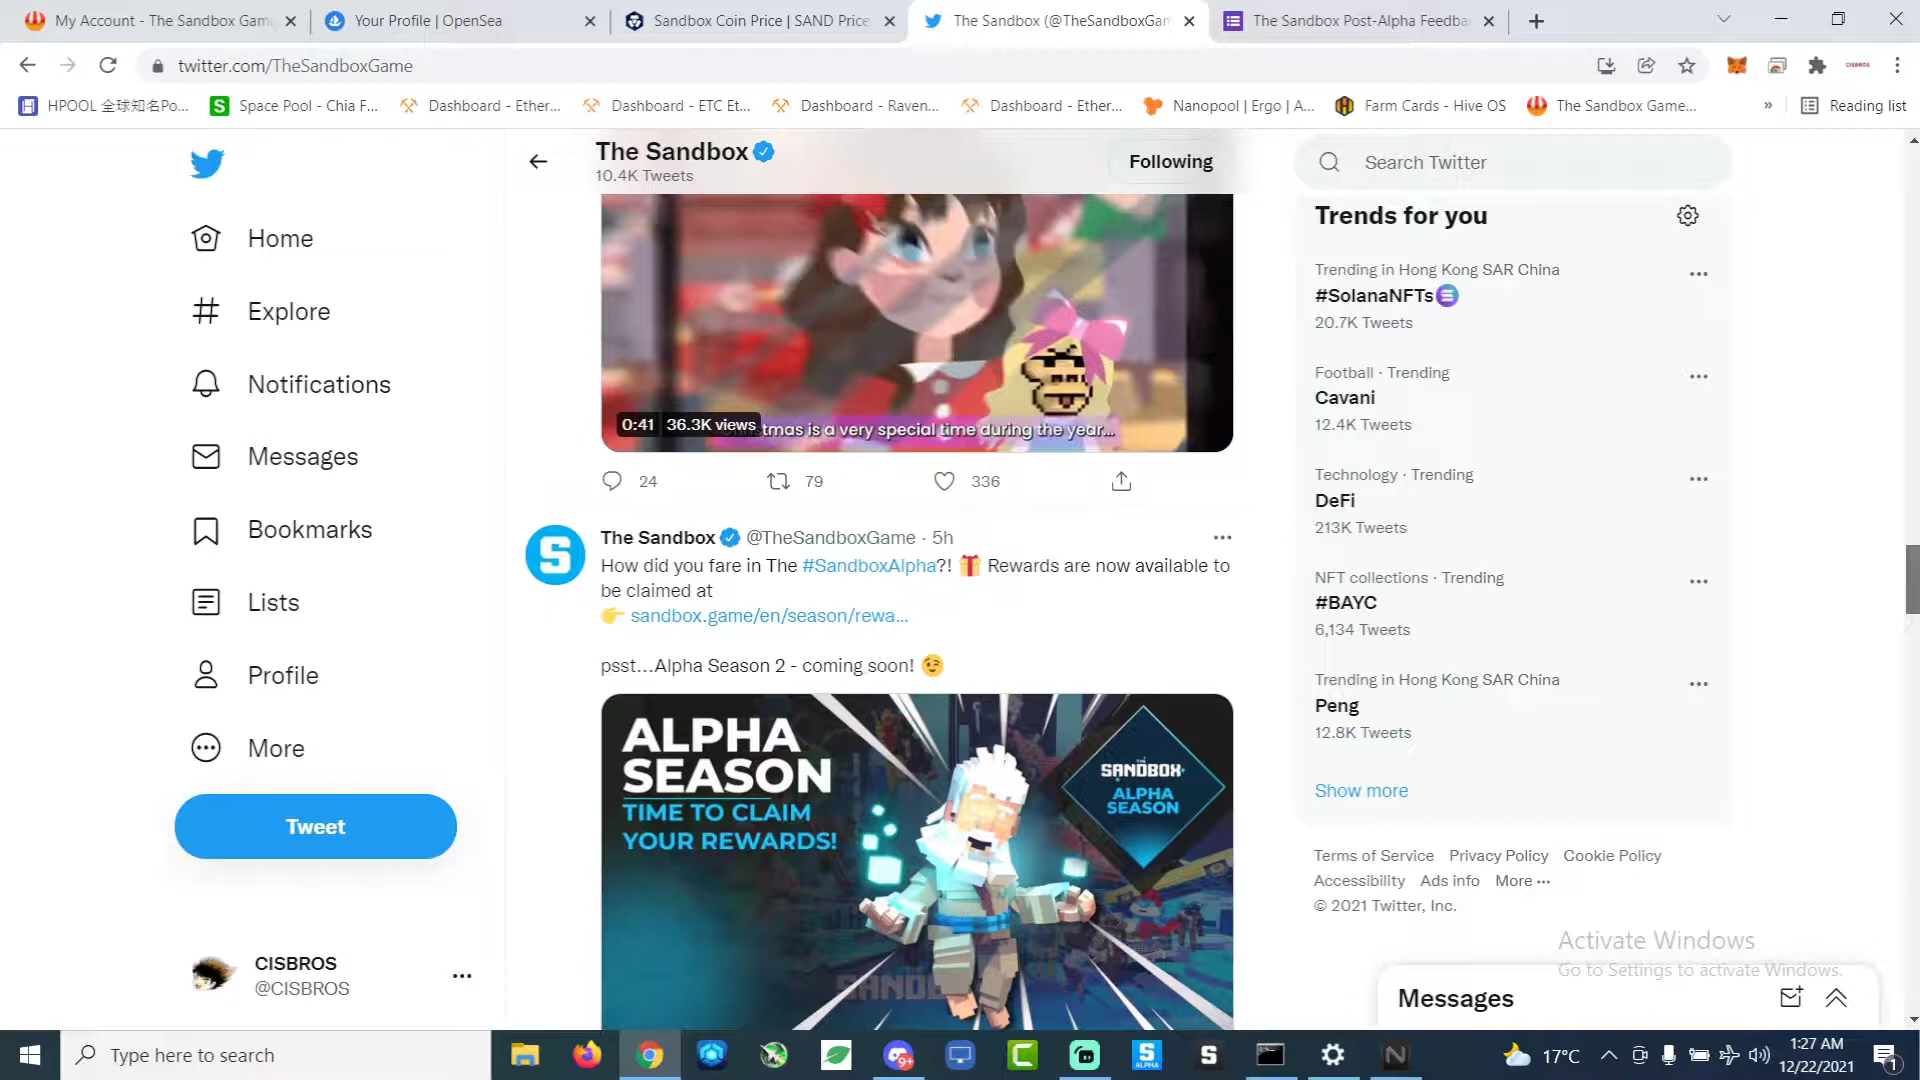 My Account - The Sandbox Gam
Your Profile | OpenSea
Sandbox Coin Price | SAND Price
The Sandbox (@TheSandboxGam
The Sandbox Post-Alpha Feedba
twitter.com/TheSandboxGame
CISBROS
HPOOL 全球知名Po...
Space Pool - Chia F...
Dashboard - Ether...
Dashboard - ETC Et...
Dashboard - Raven...
Dashboard - Ether...
Nanopool | Ergo | A...
Farm Cards - Hive OS
The Sandbox Game...
»
Reading list
Home
Explore
Notifications
Messages
Bookmarks
Lists
Profile
More
Tweet
CISBROS
@CISBROS
The Sandbox
10.4K Tweets
Following
0:41 36.3K views
tmas is a very special time during the year...
24 79 336
The Sandbox @TheSandboxGame · 5h
How did you fare in The #SandboxAlpha?! 🎁 Rewards are now available to
be claimed at
👉 sandbox.game/en/season/rewa...
psst...Alpha Season 2 - coming soon! 😉
ALPHA
SEASON
TIME TO CLAIM
YOUR REWARDS!
THE
SANDBOX
ALPHA
SEASON
Search Twitter
Trends for you
Trending in Hong Kong SAR China
#SolanaNFTs
20.7K Tweets
Football · Trending
Cavani
12.4K Tweets
Technology · Trending
DeFi
213K Tweets
NFT collections · Trending
#BAYC
6,134 Tweets
Trending in Hong Kong SAR China
Peng
12.8K Tweets
Show more
Terms of Service Privacy Policy Cookie Policy
Accessibility Ads info More ···
© 2021 Twitter, Inc.
Activate Windows
Go to Settings to activate Windows.
Messages
Type here to search
9+
ALPHA
17°C
1:27 AM
12/22/2021
1